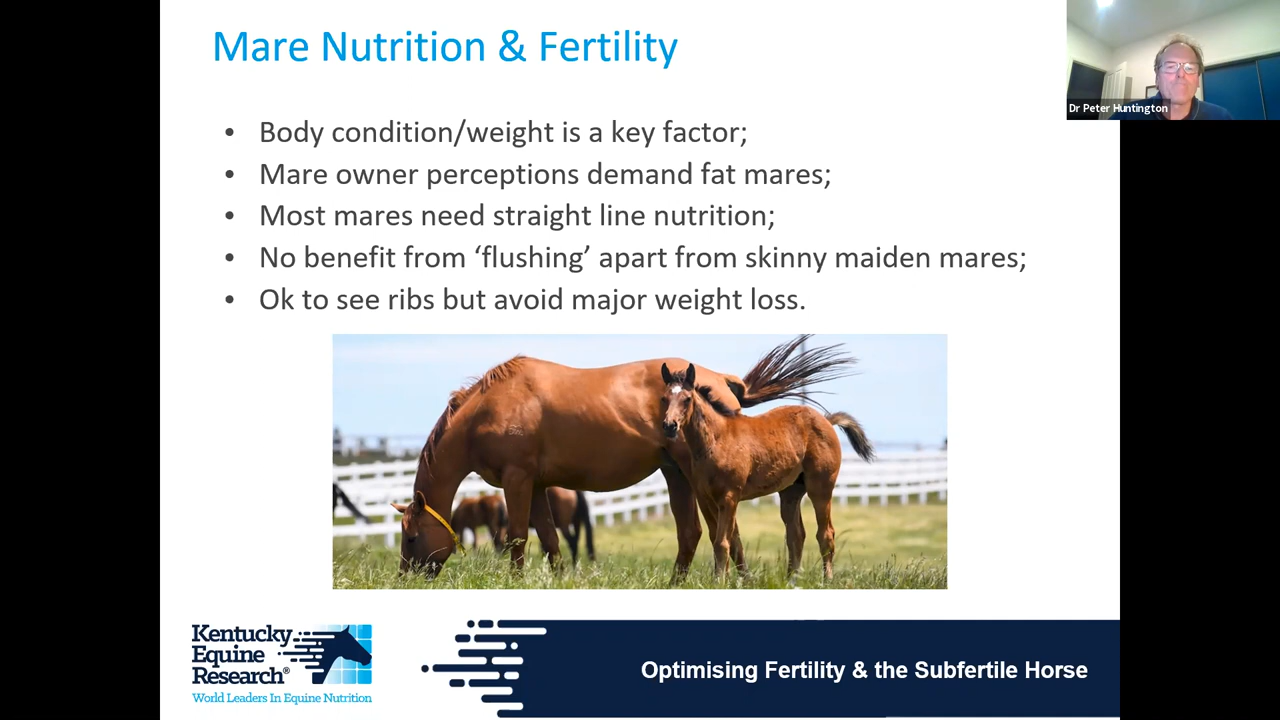 Mare Nutrition & Fertility
Dr Peter Huntington
• Body condition/weight is a key factor;
• Mare owner perceptions demand fat mares;
• Most mares need straight line nutrition;
• No benefit from ‘flushing’ apart from skinny maiden mares;
• Ok to see ribs but avoid major weight loss.
Kentucky
Equine
Research®
World Leaders In Equine Nutrition
Optimising Fertility & the Subfertile Horse